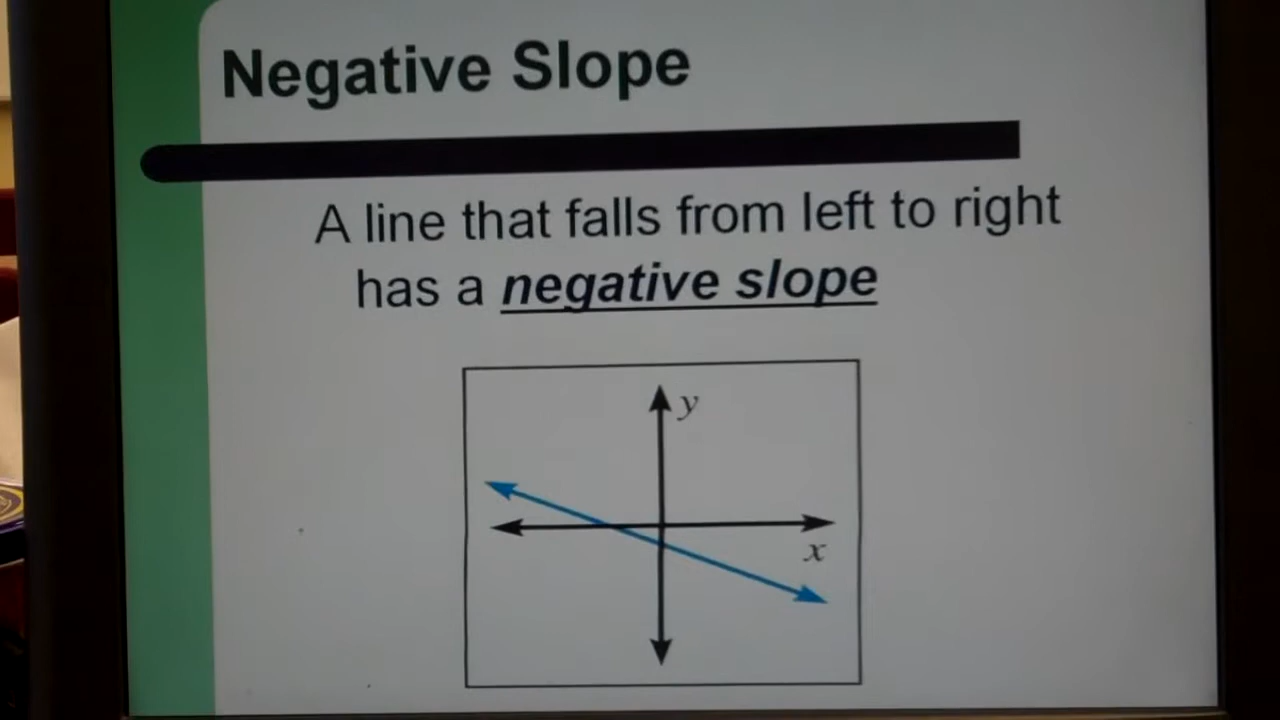 Negative Slope
A line that falls from left to right
has a negative slope
y
x